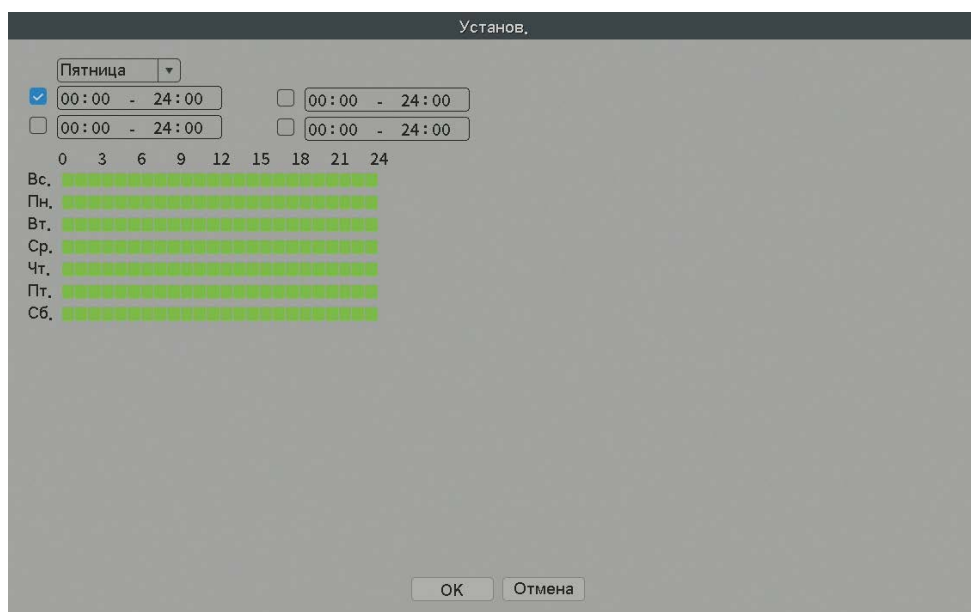 Установ.
Пятница
00:00 - 24:00 00:00 - 24:00
00:00 - 24:00 00:00 - 24:00
0 3 6 9 12 15 18 21 24
Вс.
Пн.
Вт.
Ср.
Чт.
Пт.
Сб.
OK Отмена